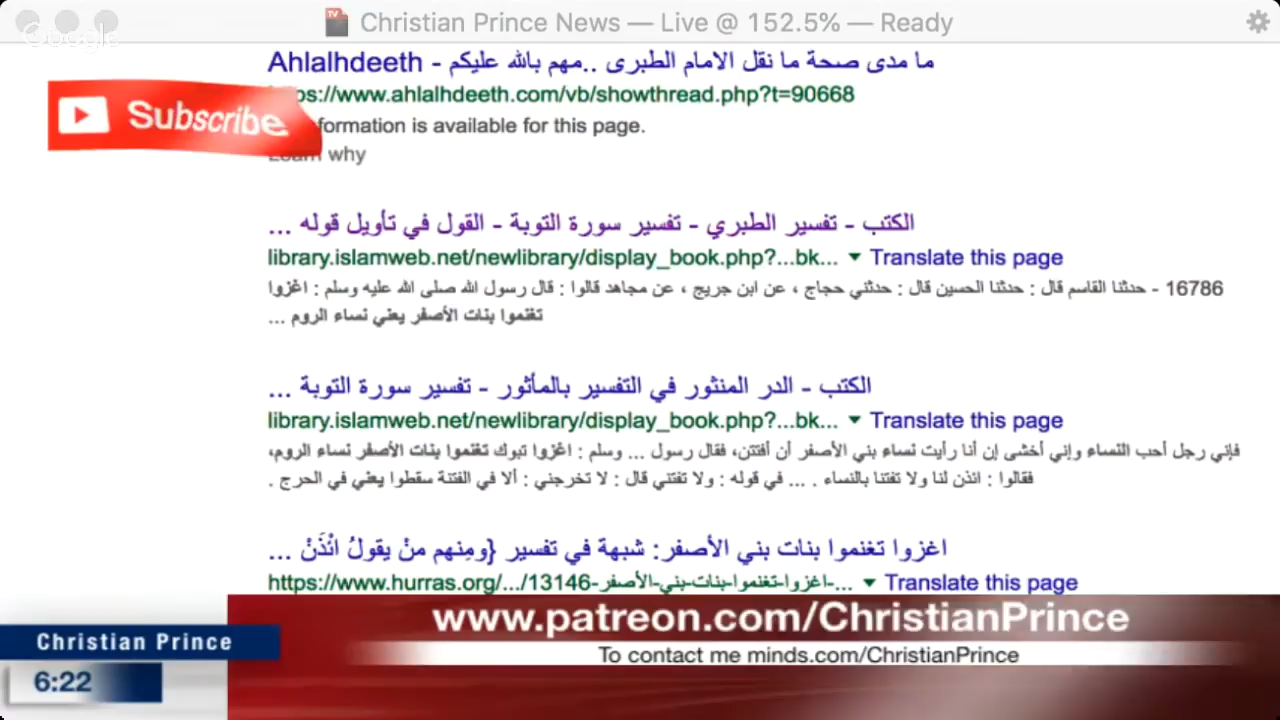 Christian Prince News — Live @ 152.5% — Ready
Google
Ahlalhdeeth - ما مدى صحة ما نقل الامام الطبرى ..مهم بالله عليكم
ps://www.ahlalhdeeth.com/vb/showthread.php?t=90668
Subscribe
formation is available for this page.
Learn why
الكتب - تفسير الطبري - تفسير سورة التوبة - القول في تأويل قوله ...
library.islamweb.net/newlibrary/display_book.php?...bk... ▼ Translate this page
16786 - حدثنا القاسم قال : حدثنا الحسين قال : حدثني حجاج ، عن ابن جريج ، عن مجاهد قالوا : قال رسول الله صلى الله عليه وسلم : اغزوا
تغنموا بنات الأصفر يعني نساء الروم ...
الكتب - الدر المنثور في التفسير بالمأثور - تفسير سورة التوبة ...
library.islamweb.net/newlibrary/display_book.php?...bk... ▼ Translate this page
فإني رجل أحب النساء وإني أخشى إن أنا رأيت نساء بني الأصفر أن أفتتن، فقال رسول ... وسلم : اغزوا تبوك تغنموا بنات الأصفر نساء الروم،
فقالوا : ائذن لنا ولا تفتنا بالنساء . ... في قوله : ولا تفتني قال : لا تخرجني : ألا في الفتنة سقطوا يعني في الحرج .
اغزوا تغنموا بنات بني الأصفر: شبهة في تفسير {ومِنهم منْ يقولُ ائْذَنْ ...
https://www.hurras.org/.../13146-اغزوا-تغنموا-بنات-بني-الأصفر-... ▼ Translate this page
www.patreon.com/ChristianPrince
Christian Prince
To contact me minds.com/ChristianPrince
6:22